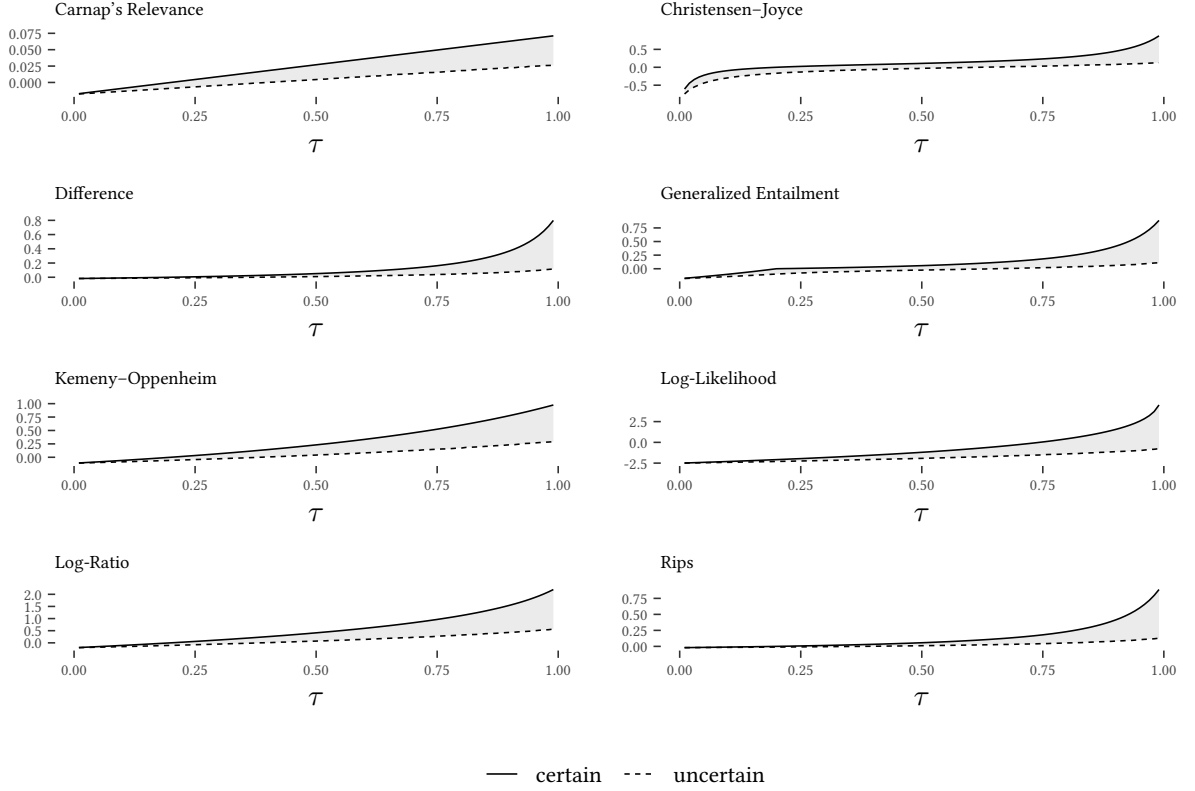 Carnap's Relevance
0.075
0.050
0.025
0.000
0.00 0.25 0.50 0.75 1.00
τ
Christensen–Joyce
0.5
0.0
-0.5
0.00 0.25 0.50 0.75 1.00
τ
Difference
0.8
0.6
0.4
0.2
0.0
0.00 0.25 0.50 0.75 1.00
τ
Generalized Entailment
0.75
0.50
0.25
0.00
0.00 0.25 0.50 0.75 1.00
τ
Kemeny–Oppenheim
1.00
0.75
0.50
0.25
0.00
0.00 0.25 0.50 0.75 1.00
τ
Log-Likelihood
2.5
0.0
-2.5
0.00 0.25 0.50 0.75 1.00
τ
Log-Ratio
2.0
1.5
1.0
0.5
0.0
0.00 0.25 0.50 0.75 1.00
τ
Rips
0.75
0.50
0.25
0.00
0.00 0.25 0.50 0.75 1.00
τ
certain uncertain